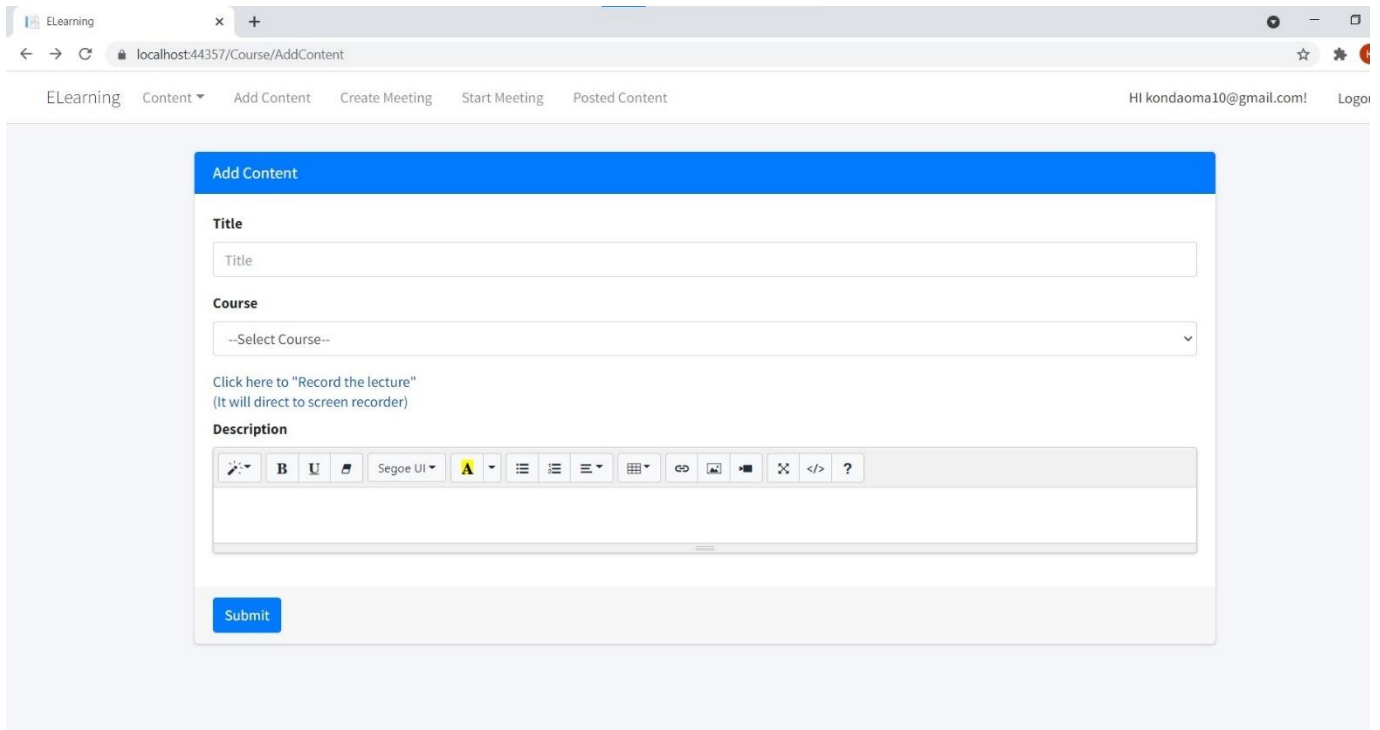 ELearning
localhost:44357/Course/AddContent
ELearning Content Add Content Create Meeting Start Meeting Posted Content HI kondaoma10@gmail.com! Logou
Add Content
Title
Title
Course
--Select Course--
Click here to "Record the lecture"
(It will direct to screen recorder)
Description
B U Segoe UI A </> ?
Submit